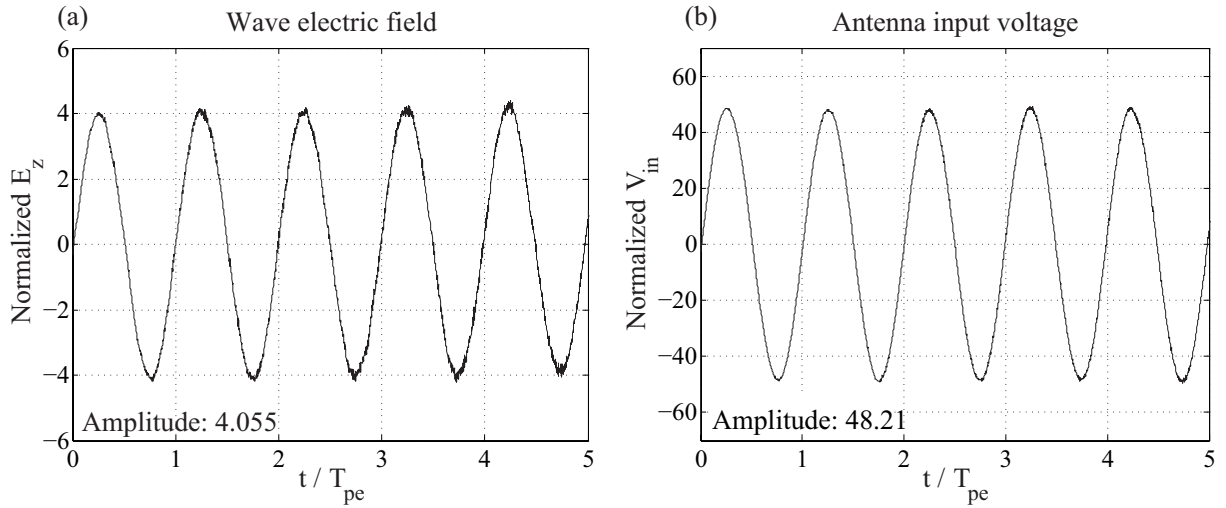 (a)
Wave electric field
Normalized E_z
6
4
2
0
−2
−4
−6
Amplitude: 4.055
0 1 2 3 4 5
t / T_pe
(b)
Antenna input voltage
Normalized V_in
60
40
20
0
−20
−40
−60
Amplitude: 48.21
0 1 2 3 4 5
t / T_pe